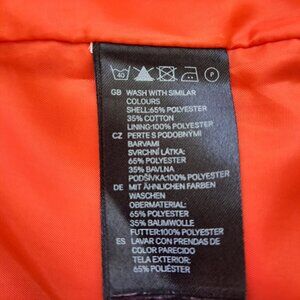 40 P
GB WASH WITH SIMILAR
COLOURS
SHELL:65% POLYESTER
35% COTTON
LINING:100% POLYESTER
CZ PERTE S PODOBNÝMI
BARVAMI
SVRCHNÍ LÁTKA:
65% POLYESTER
35% BAVLNA
PODŠÍVKA:100% POLYESTER
DE MIT ÄHNLICHEN FARBEN
WASCHEN
OBERMATERIAL:
65% POLYESTER
35% BAUMWOLLE
FUTTER:100% POLYESTER
ES LAVAR CON PRENDAS DE
COLOR PARECIDO
TELA EXTERIOR:
65% POLIÉSTER